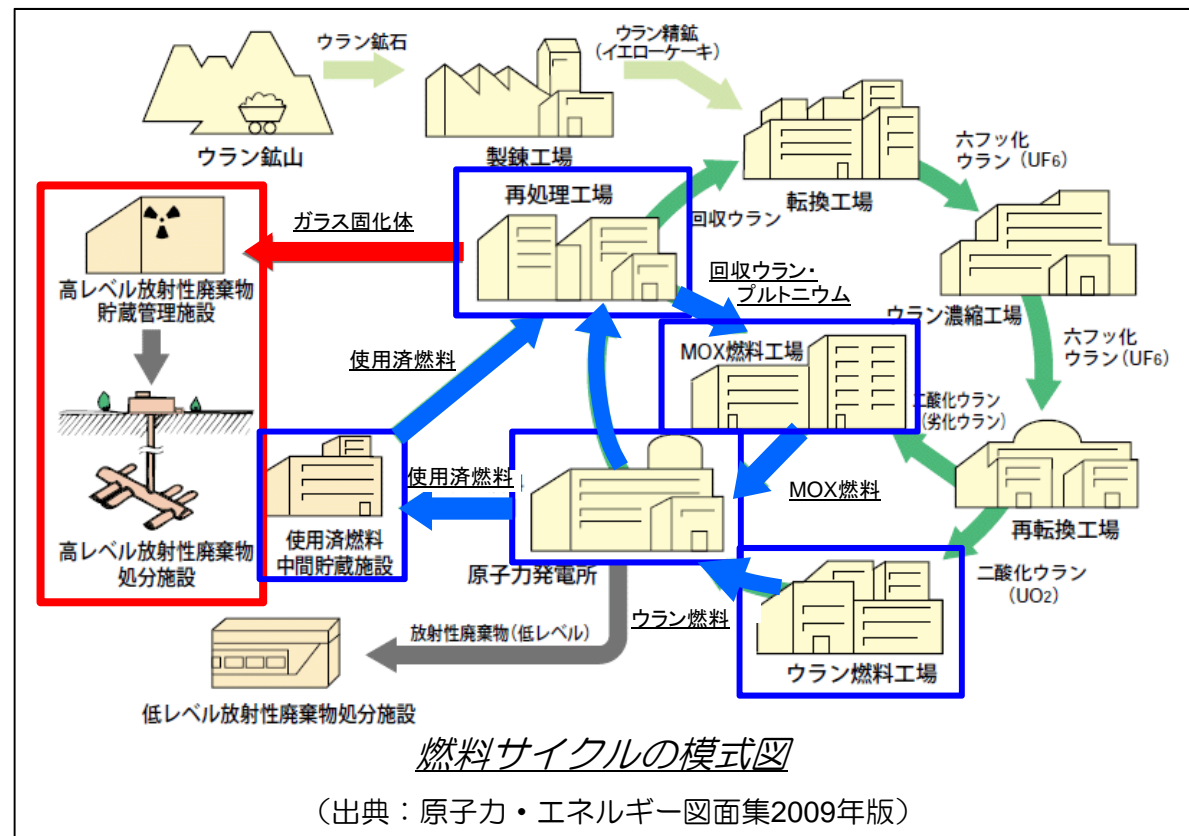 ウラン鉱石
ウラン精鉱
(イエローケーキ)
ウラン鉱山
製錬工場
転換工場
六フッ化
ウラン(UF6)
再処理工場
ガラス固化体
回収ウラン
回収ウラン・
プルトニウム
高レベル放射性廃棄物
貯蔵管理施設
ウラン濃縮工場
使用済燃料
MOX燃料工場
六フッ化
ウラン(UF6)
二酸化ウラン
(劣化ウラン)
使用済燃料
MOX燃料
再転換工場
高レベル放射性廃棄物
処分施設
使用済燃料
中間貯蔵施設
原子力発電所
二酸化ウラン
(UO2)
ウラン燃料
放射性廃棄物(低レベル)
ウラン燃料工場
低レベル放射性廃棄物処分施設
燃料サイクルの模式図
(出典:原子力・エネルギー図面集2009年版)